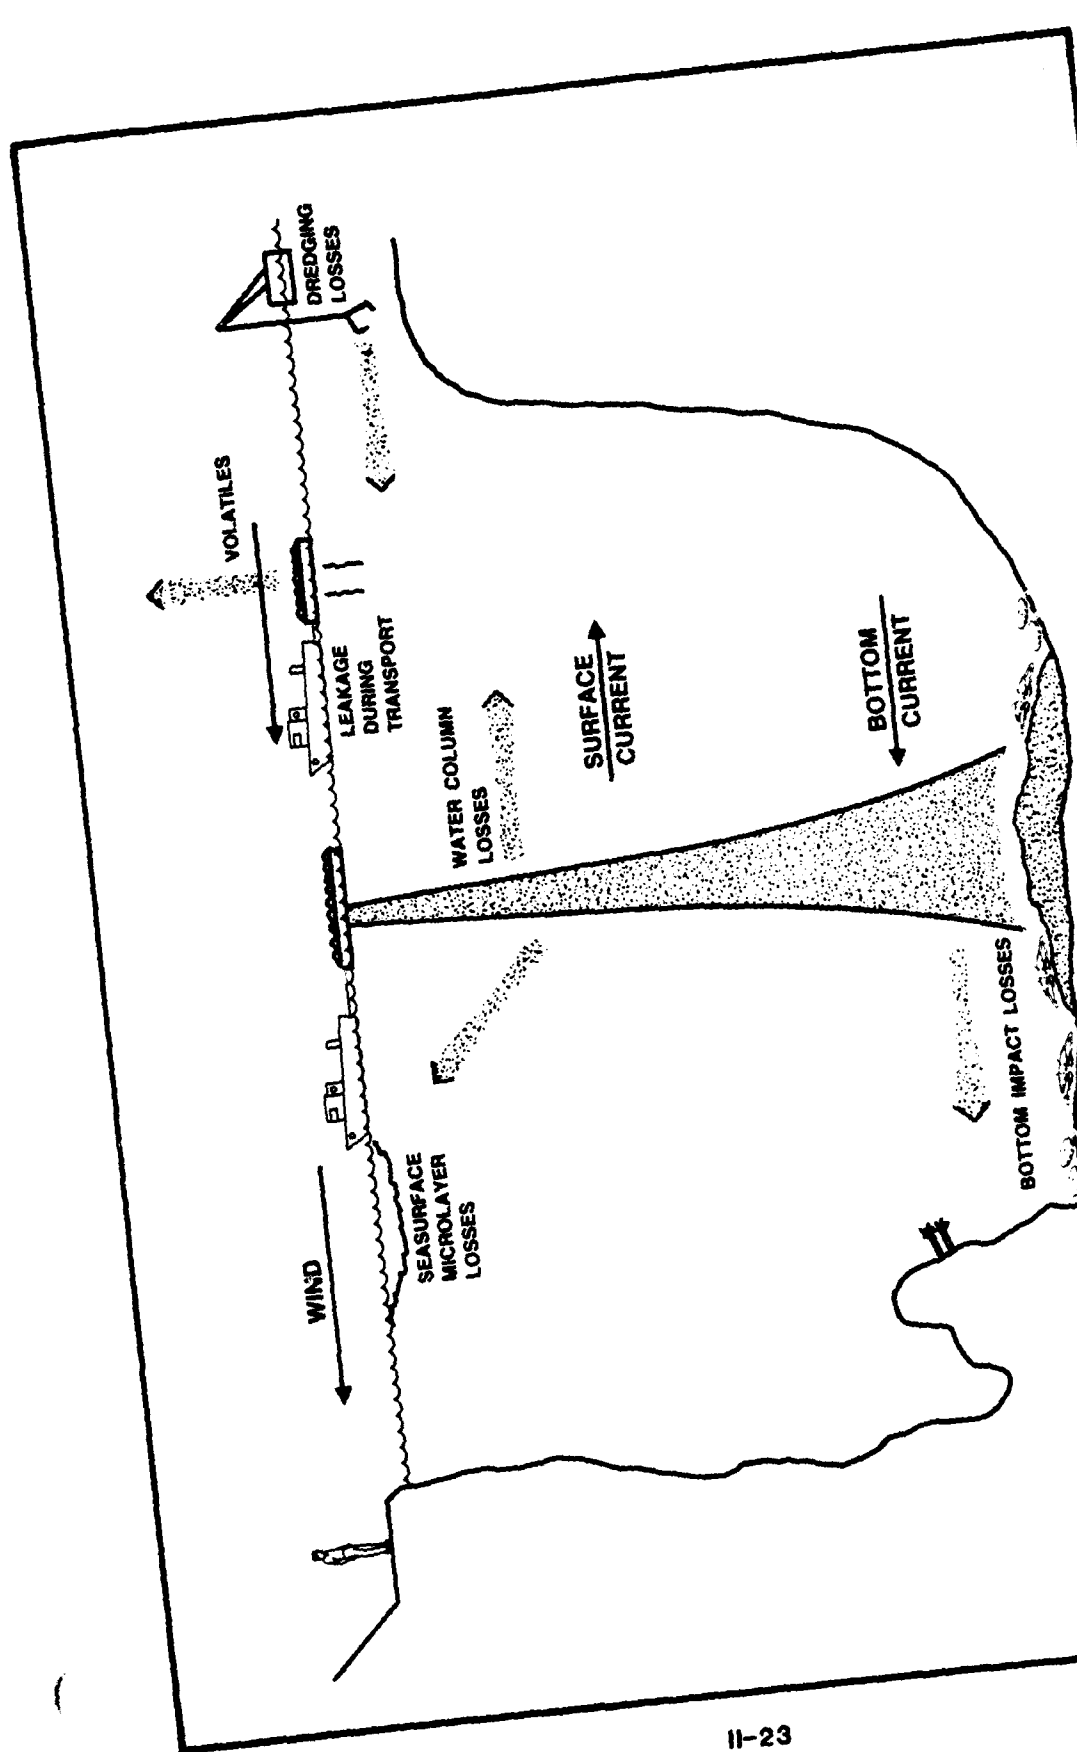 WIND
VOLATILES
DREDGING
LOSSES
SEASURFACE
MICROLAYER
LOSSES
LEAKAGE
DURING
TRANSPORT
WATER COLUMN
LOSSES
SURFACE
CURRENT
BOTTOM
CURRENT
BOTTOM IMPACT LOSSES
II-23